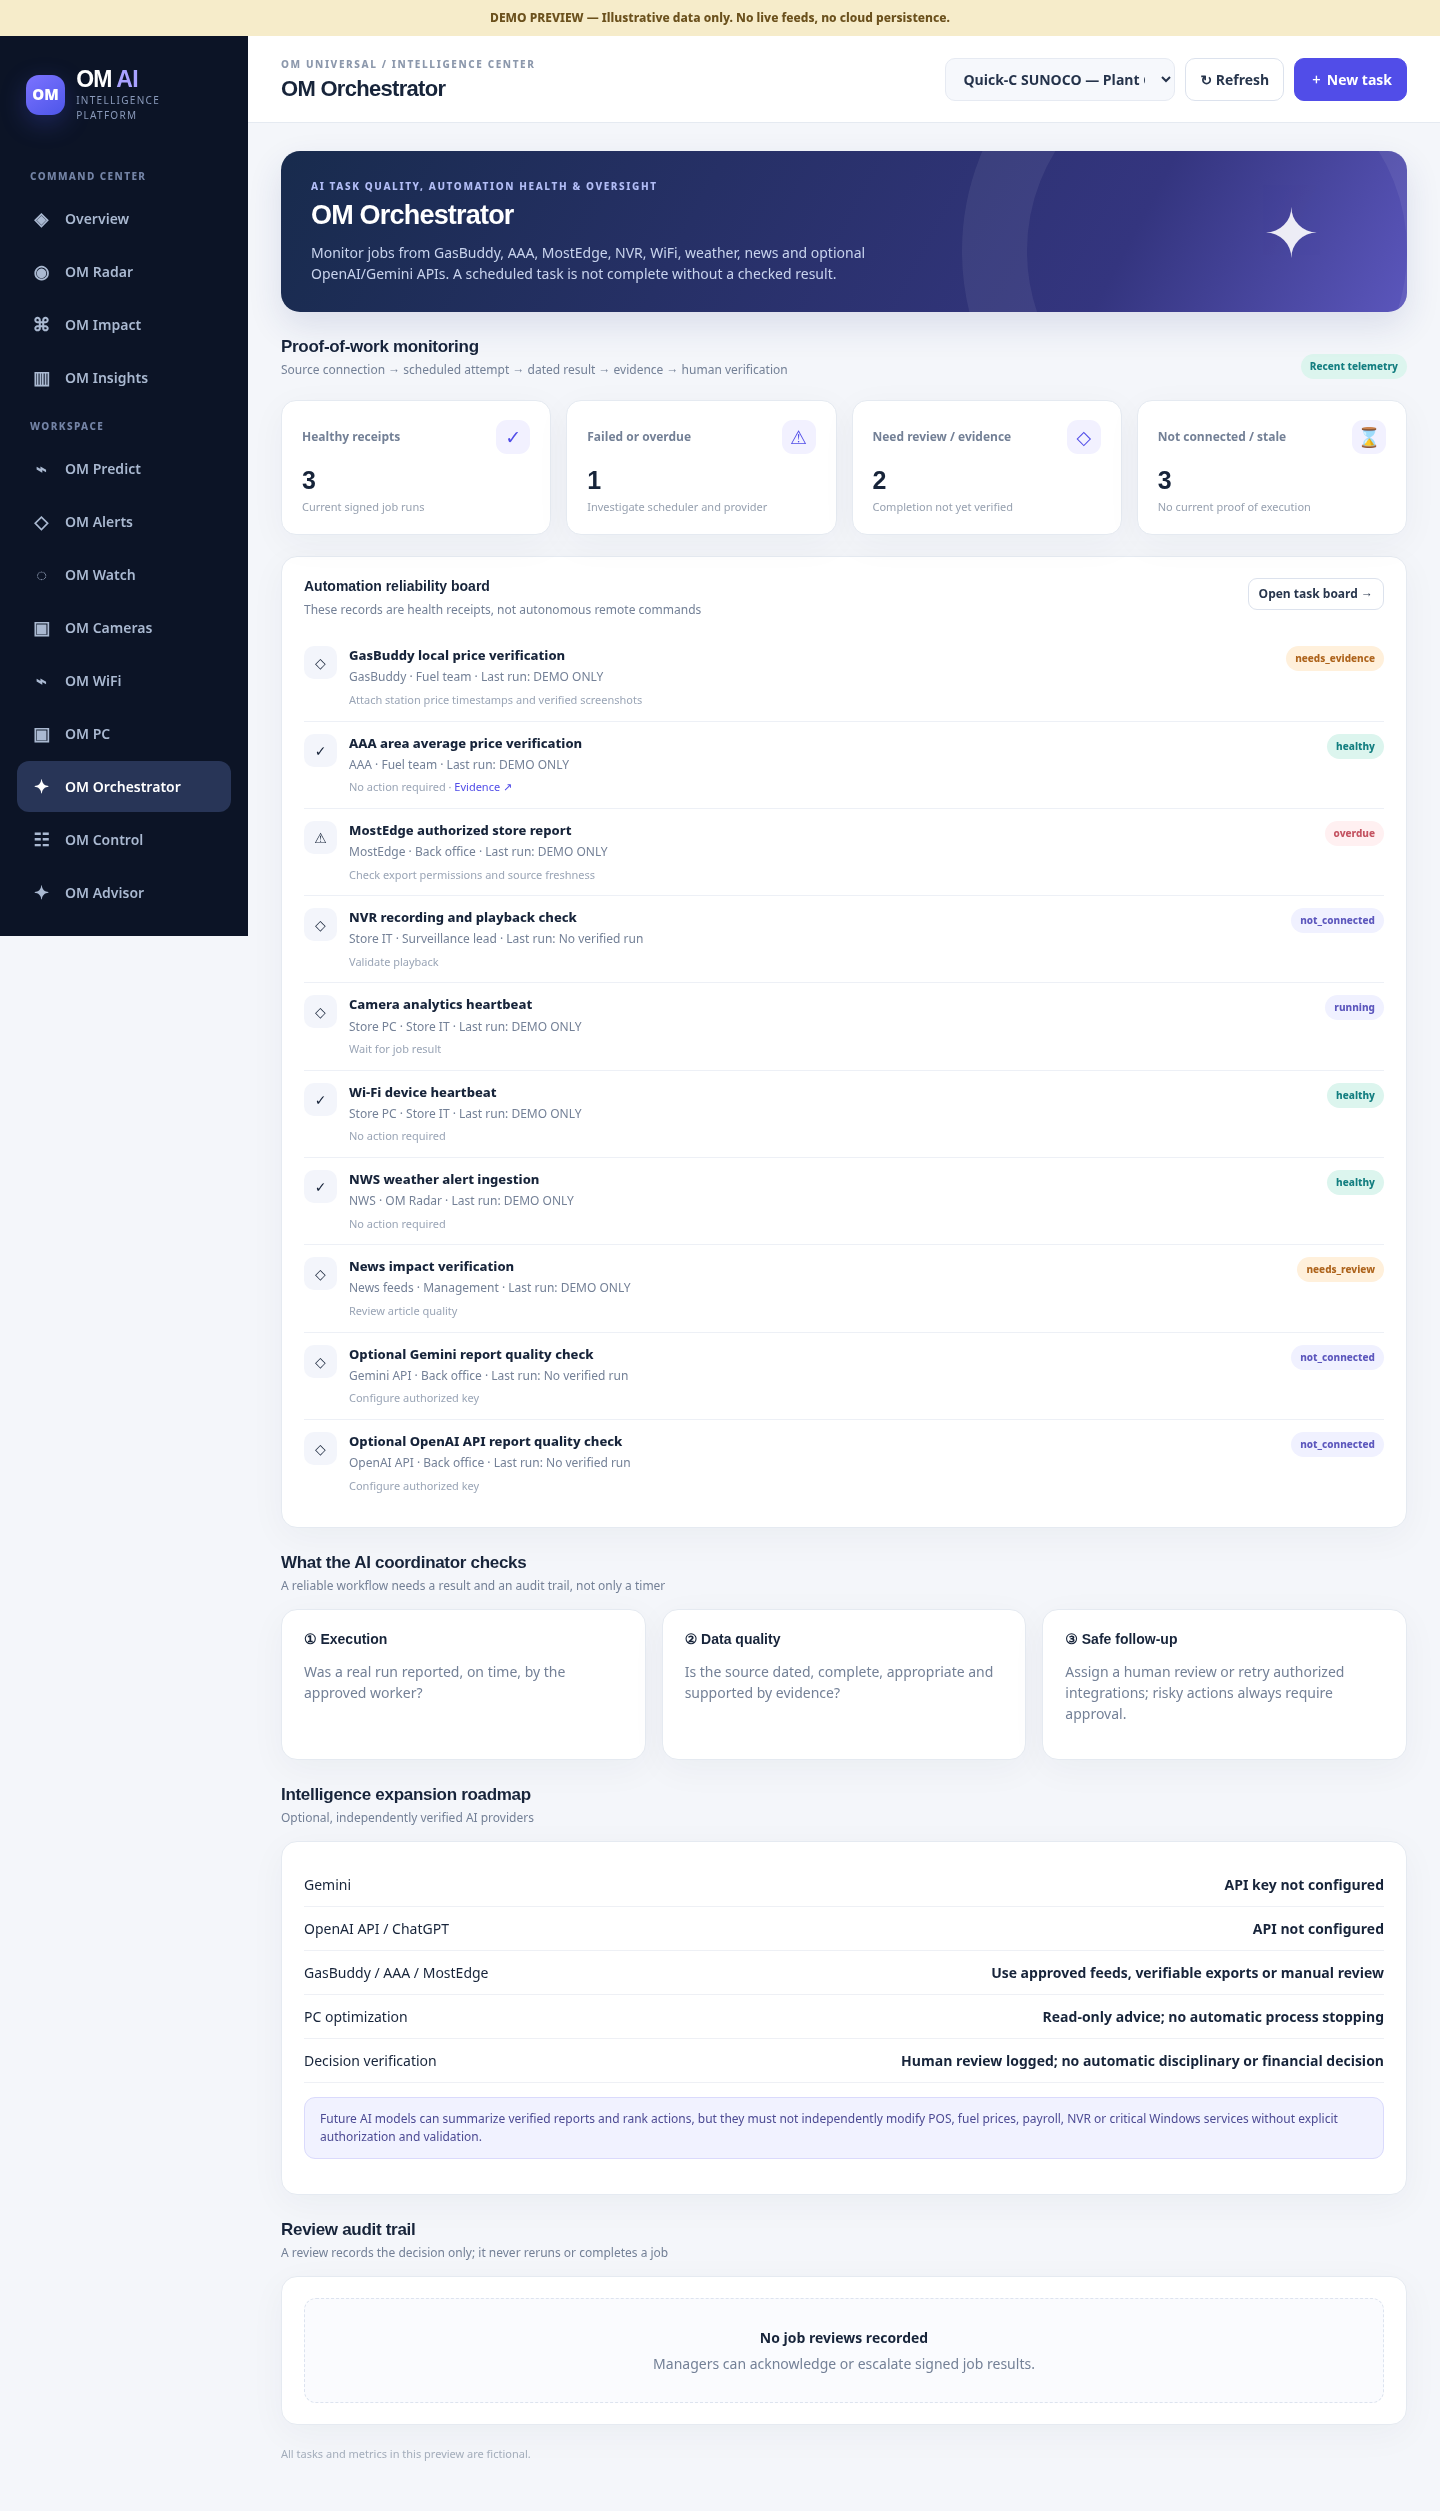 DEMO PREVIEW — Illustrative data only. No live feeds, no cloud persistence.
OM
OM AI
INTELLIGENCE
PLATFORM
COMMAND CENTER
Overview
OM Radar
OM Impact
OM Insights
WORKSPACE
OM Predict
OM Alerts
OM Watch
OM Cameras
OM WiFi
OM PC
OM Orchestrator
OM Control
OM Advisor
OM UNIVERSAL / INTELLIGENCE CENTER
OM Orchestrator
Quick-C SUNOCO — Plant
↻ Refresh
+ New task
AI TASK QUALITY, AUTOMATION HEALTH & OVERSIGHT
OM Orchestrator
Monitor jobs from GasBuddy, AAA, MostEdge, NVR, WiFi, weather, news and optional
OpenAI/Gemini APIs. A scheduled task is not complete without a checked result.
Proof-of-work monitoring
Source connection → scheduled attempt → dated result → evidence → human verification
Recent telemetry
Healthy receipts
3
Current signed job runs
Failed or overdue
1
Investigate scheduler and provider
Need review / evidence
2
Completion not yet verified
Not connected / stale
3
No current proof of execution
Automation reliability board
These records are health receipts, not autonomous remote commands
Open task board →
GasBuddy local price verification
GasBuddy · Fuel team · Last run: DEMO ONLY
Attach station price timestamps and verified screenshots
needs_evidence
AAA area average price verification
AAA · Fuel team · Last run: DEMO ONLY
No action required · Evidence ↗
healthy
MostEdge authorized store report
MostEdge · Back office · Last run: DEMO ONLY
Check export permissions and source freshness
overdue
NVR recording and playback check
Store IT · Surveillance lead · Last run: No verified run
Validate playback
not_connected
Camera analytics heartbeat
Store PC · Store IT · Last run: DEMO ONLY
Wait for job result
running
Wi-Fi device heartbeat
Store PC · Store IT · Last run: DEMO ONLY
No action required
healthy
NWS weather alert ingestion
NWS · OM Radar · Last run: DEMO ONLY
No action required
healthy
News impact verification
News feeds · Management · Last run: DEMO ONLY
Review article quality
needs_review
Optional Gemini report quality check
Gemini API · Back office · Last run: No verified run
Configure authorized key
not_connected
Optional OpenAI API report quality check
OpenAI API · Back office · Last run: No verified run
Configure authorized key
not_connected
What the AI coordinator checks
A reliable workflow needs a result and an audit trail, not only a timer
① Execution
Was a real run reported, on time, by the
approved worker?
② Data quality
Is the source dated, complete, appropriate and
supported by evidence?
③ Safe follow-up
Assign a human review or retry authorized
integrations; risky actions always require
approval.
Intelligence expansion roadmap
Optional, independently verified AI providers
Gemini
API key not configured
OpenAI API / ChatGPT
API not configured
GasBuddy / AAA / MostEdge
Use approved feeds, verifiable exports or manual review
PC optimization
Read-only advice; no automatic process stopping
Decision verification
Human review logged; no automatic disciplinary or financial decision
Future AI models can summarize verified reports and rank actions, but they must not independently modify POS, fuel prices, payroll, NVR or critical Windows services without explicit
authorization and validation.
Review audit trail
A review records the decision only; it never reruns or completes a job
No job reviews recorded
Managers can acknowledge or escalate signed job results.
All tasks and metrics in this preview are fictional.